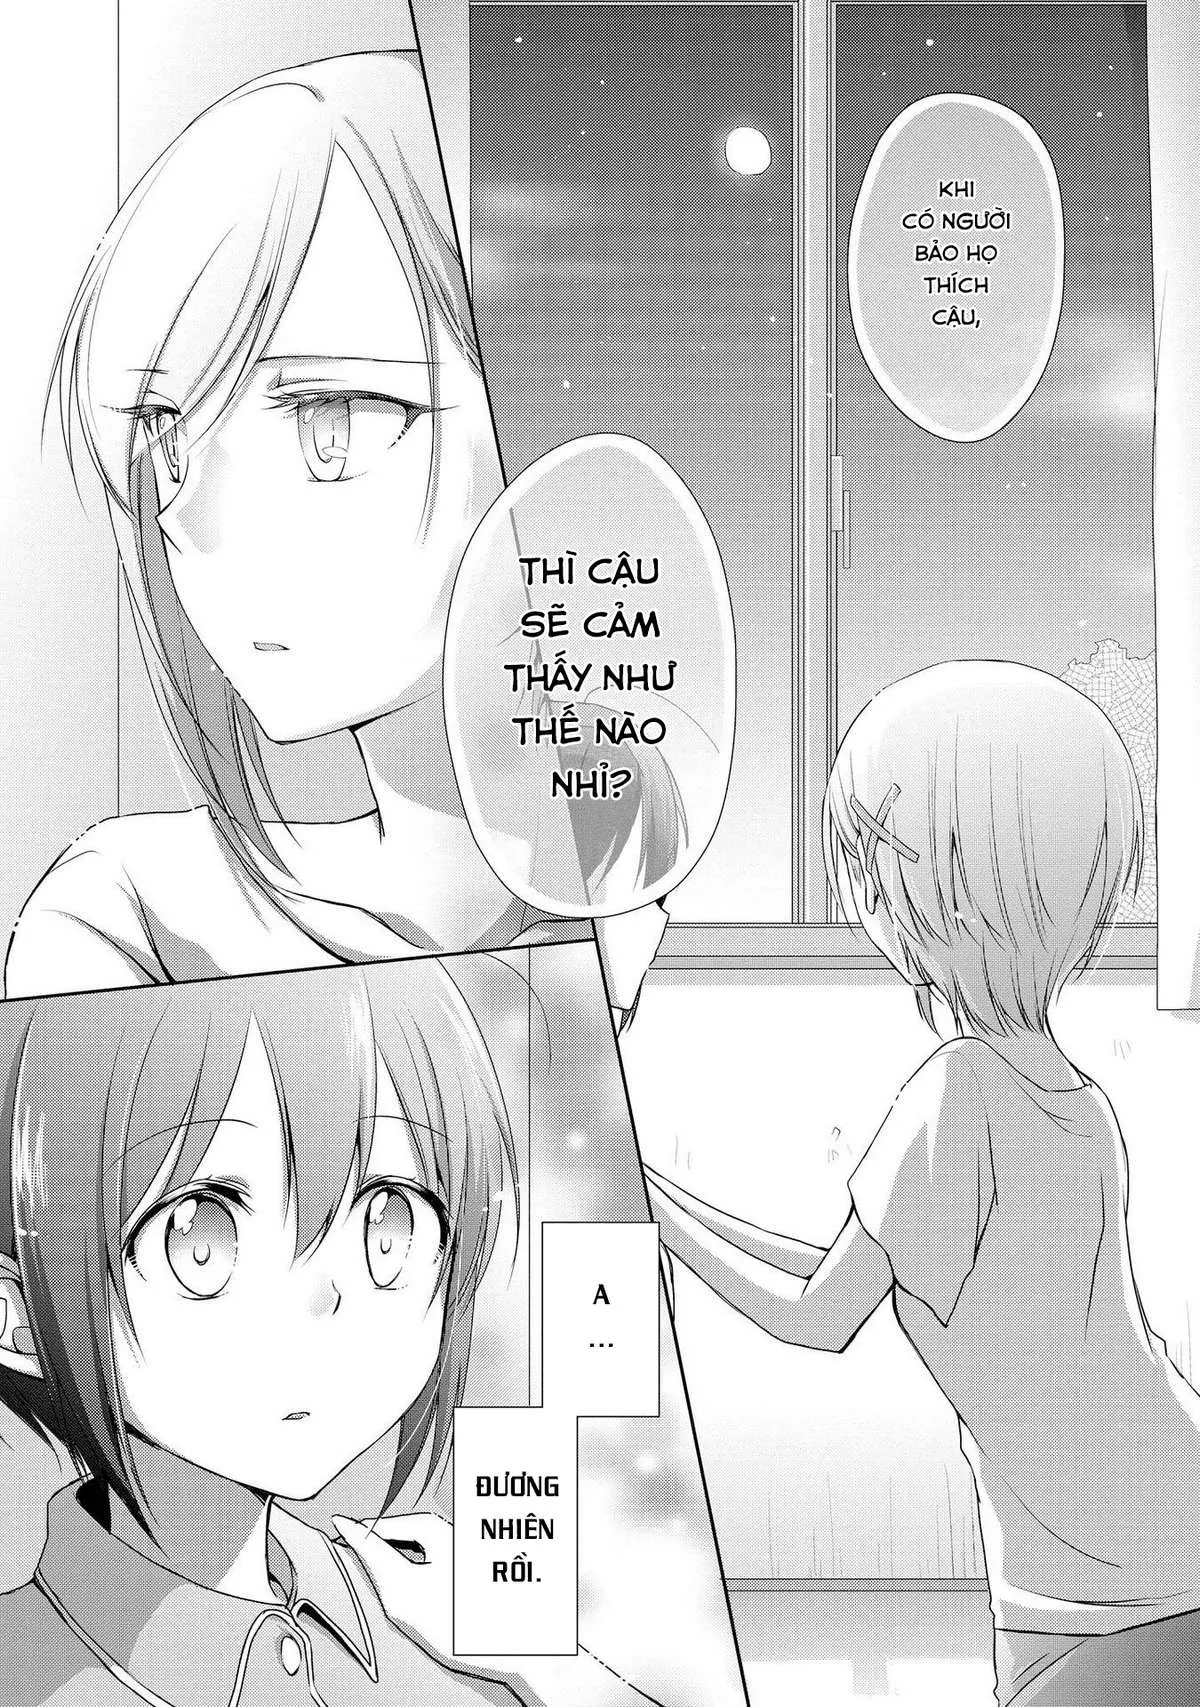 KHI
CÓ NGƯỜI
BẢO HỌ
THÍCH
CẬU,
THÌ CẬU
SẼ CẢM
THẤY NHƯ
THẾ NÀO
NHỈ?
A
...
ĐƯƠNG
NHIÊN
RỒI.